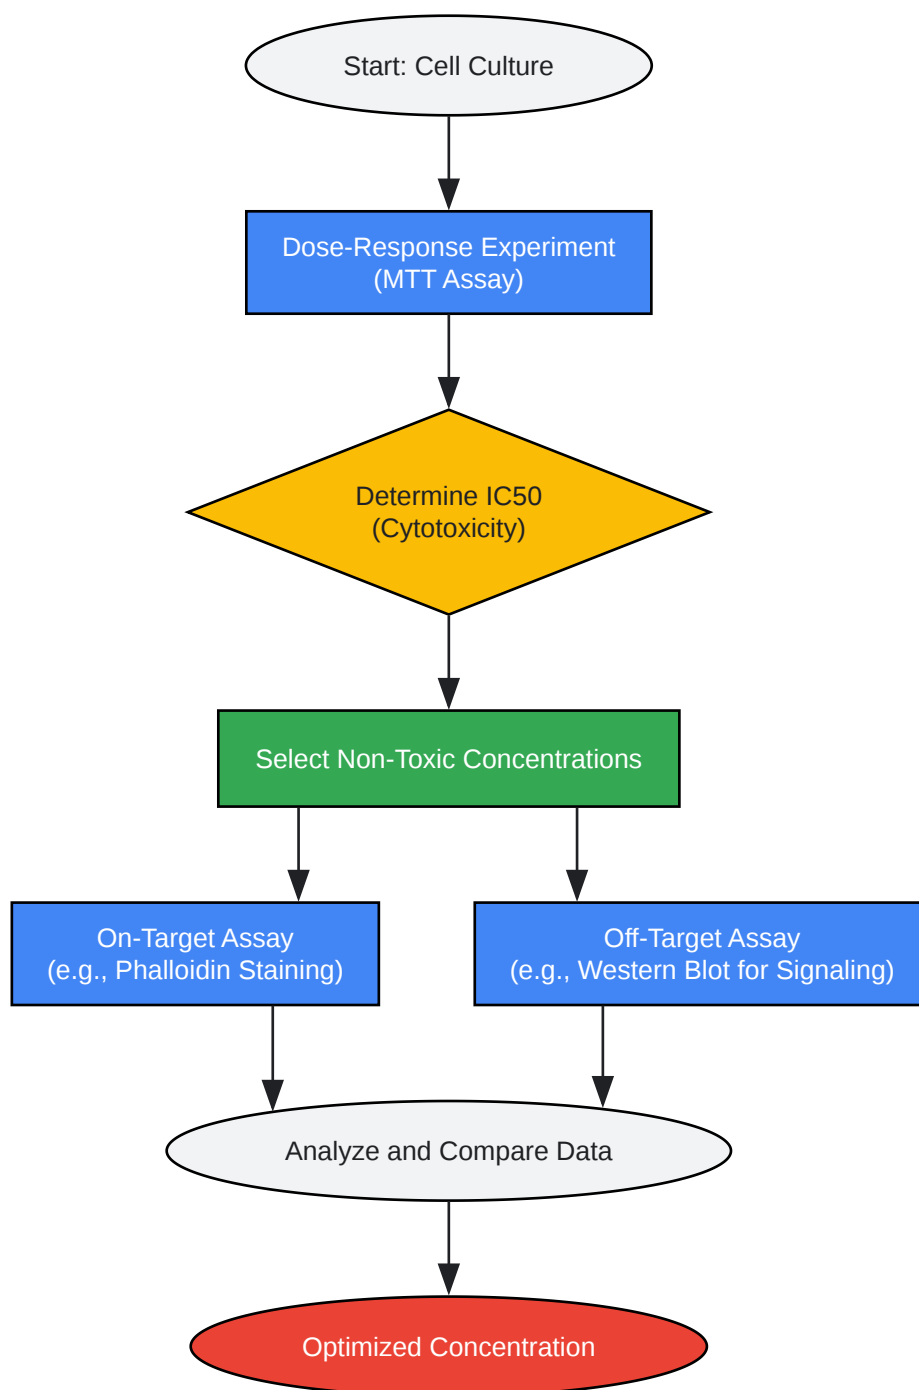 Start: Cell Culture
Dose-Response Experiment
(MTT Assay)
Determine IC50
(Cytotoxicity)
Select Non-Toxic Concentrations
On-Target Assay
(e.g., Phalloidin Staining)
Off-Target Assay
(e.g., Western Blot for Signaling)
Analyze and Compare Data
Optimized Concentration